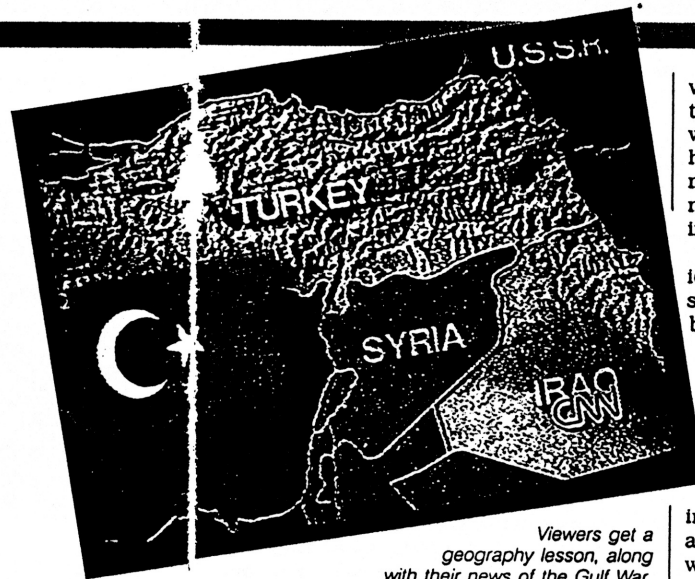 U.S.S.R.
TURKEY
SYRIA
IRAQ
CNN
Viewers get a
geography lesson, along
with their news of the Gulf War